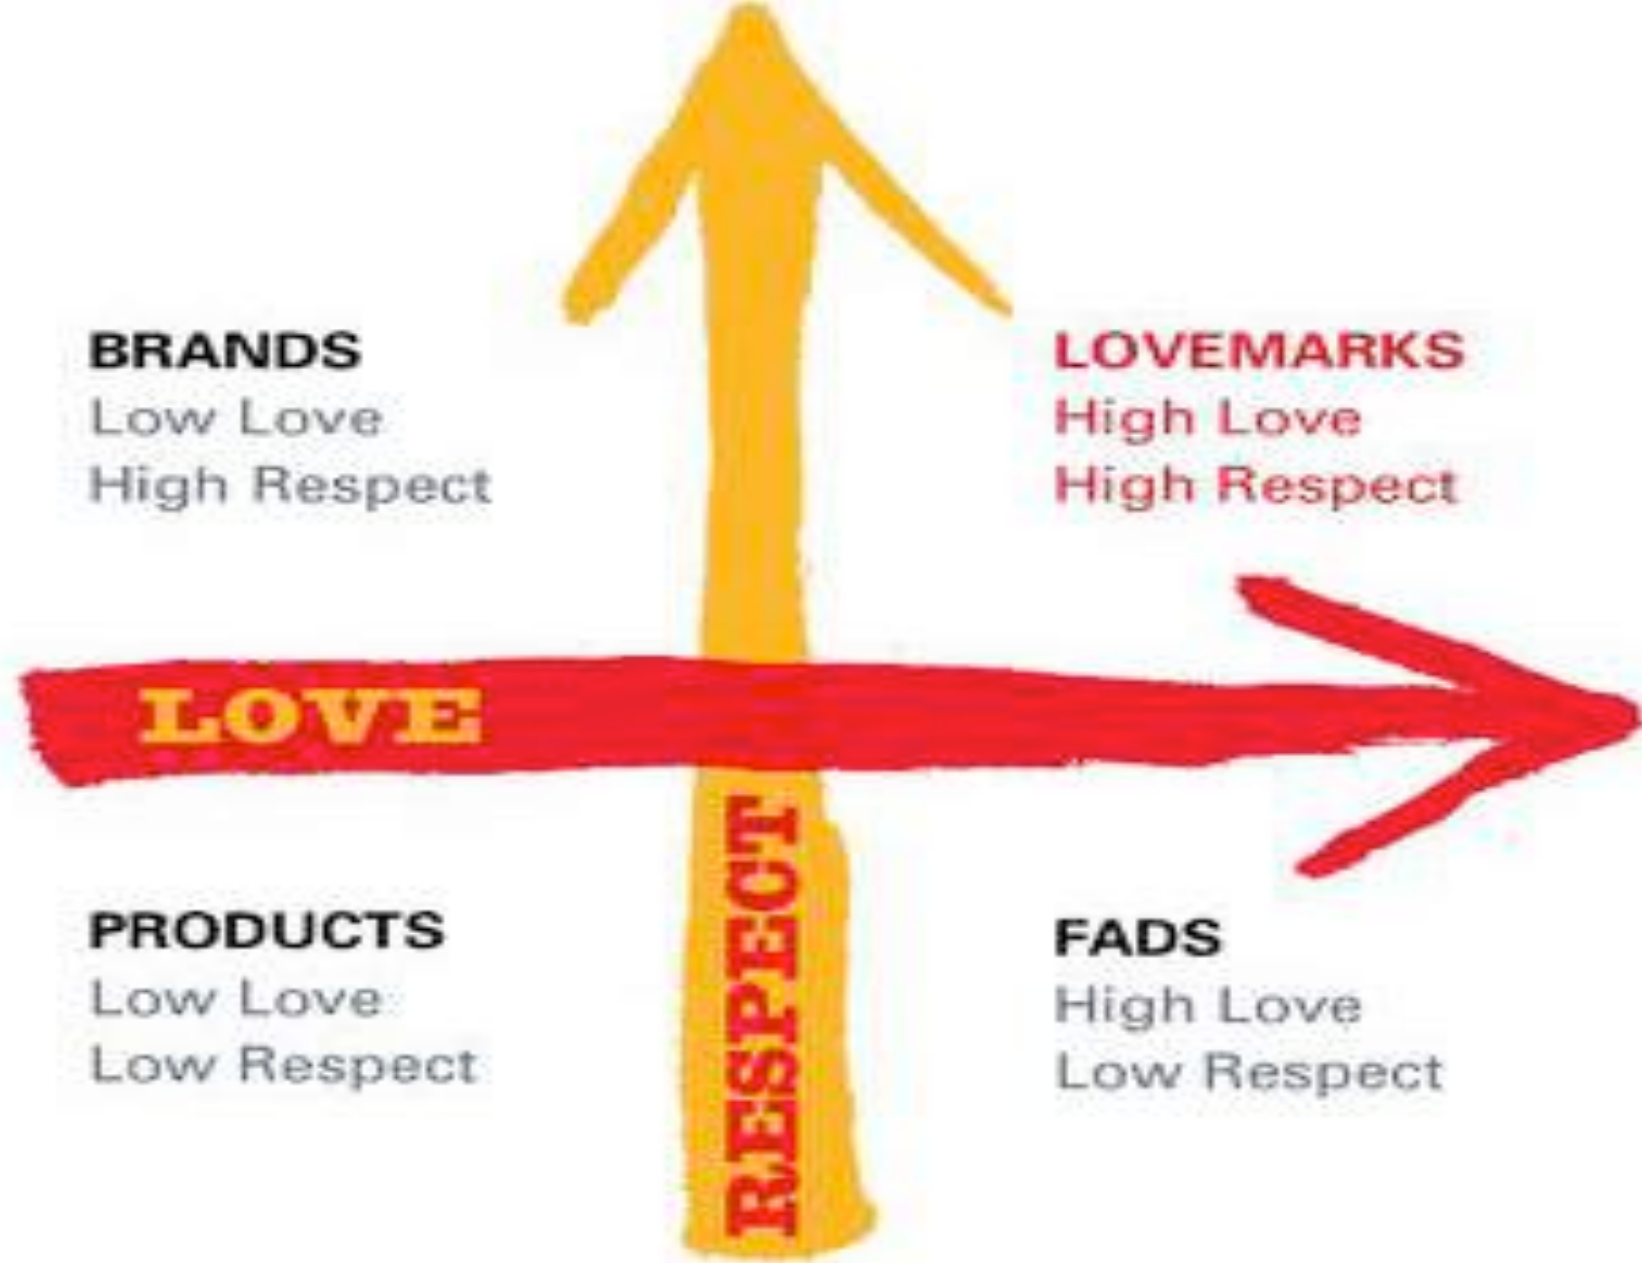 BRANDS
Low Love
High Respect
LOVEMARKS
High Love
High Respect
LOVE
RESPECT
PRODUCTS
Low Love
Low Respect
FADS
High Love
Low Respect